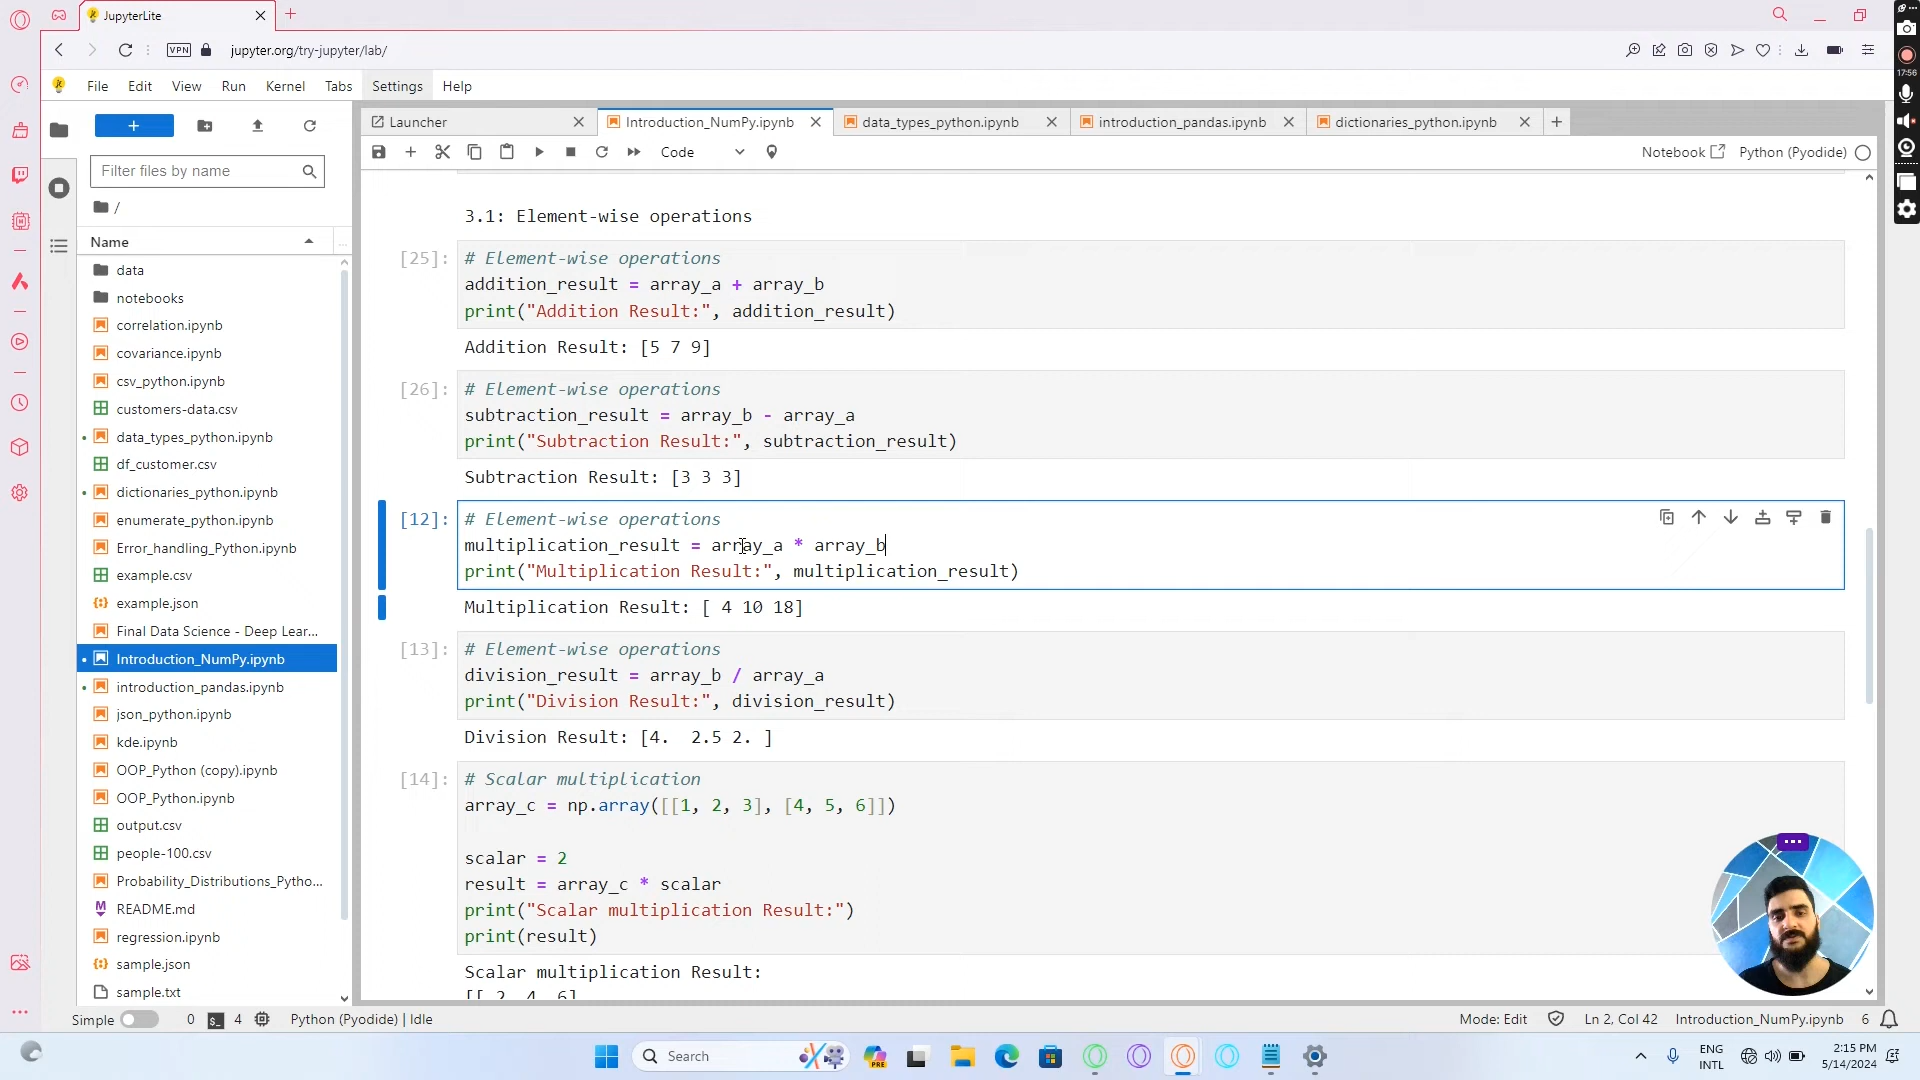 JupyterLite
VPN
jupyter.org/try-jupyter/lab/
17:56
File Edit View Run Kernel Tabs Settings Help
Launcher Introduction_NumPy.ipynb data_types_python.ipynb introduction_pandas.ipynb dictionaries_python.ipynb
Code Notebook Python (Pyodide)
Filter files by name
/
Name
data
notebooks
correlation.ipynb
covariance.ipynb
csv_python.ipynb
customers-data.csv
data_types_python.ipynb
df_customer.csv
dictionaries_python.ipynb
enumerate_python.ipynb
Error_handling_Python.ipynb
example.csv
example.json
Final Data Science - Deep Lear...
Introduction_NumPy.ipynb
introduction_pandas.ipynb
json_python.ipynb
kde.ipynb
OOP_Python (copy).ipynb
OOP_Python.ipynb
output.csv
people-100.csv
Probability_Distributions_Pytho...
README.md
regression.ipynb
sample.json
sample.txt
3.1: Element-wise operations
[25]: # Element-wise operations
addition_result = array_a + array_b
print("Addition Result:", addition_result)
Addition Result: [5 7 9]
[26]: # Element-wise operations
subtraction_result = array_b - array_a
print("Subtraction Result:", subtraction_result)
Subtraction Result: [3 3 3]
[12]: # Element-wise operations
multiplication_result = array_a * array_b
print("Multiplication Result:", multiplication_result)
Multiplication Result: [ 4 10 18]
[13]: # Element-wise operations
division_result = array_b / array_a
print("Division Result:", division_result)
Division Result: [4.  2.5 2. ]
[14]: # Scalar multiplication
array_c = np.array([[1, 2, 3], [4, 5, 6]])
scalar = 2
result = array_c * scalar
print("Scalar multiplication Result:")
print(result)
Scalar multiplication Result:
[[ 2  4  6]
Simple 0 4 Python (Pyodide) | Idle Mode: Edit Ln 2, Col 42 Introduction_NumPy.ipynb 6
Search
PRE
ENG
INTL
2:15 PM
5/14/2024